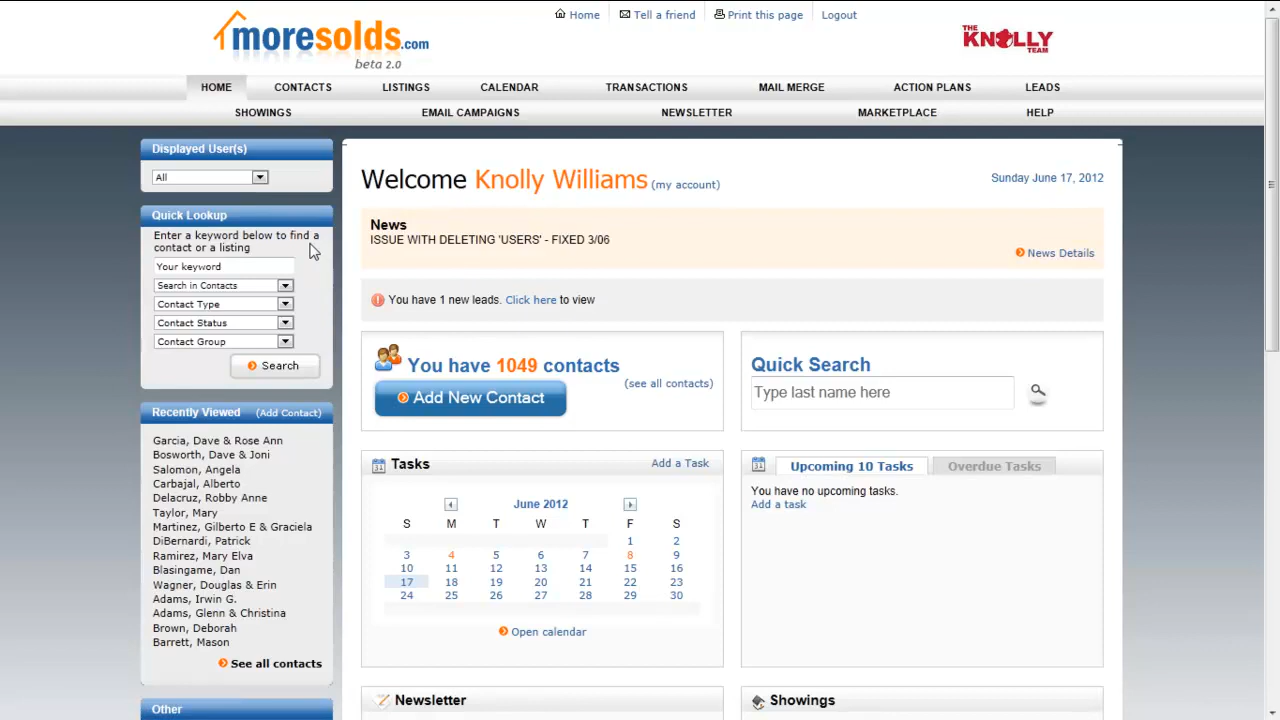 moresolds.com
beta 2.0
Home
Tell a friend
Print this page
Logout
THE
KNOLLY
TEAM
HOME
CONTACTS
LISTINGS
CALENDAR
TRANSACTIONS
MAIL MERGE
ACTION PLANS
LEADS
SHOWINGS
EMAIL CAMPAIGNS
NEWSLETTER
MARKETPLACE
HELP
Displayed User(s)
All
Quick Lookup
Enter a keyword below to find a
contact or a listing
Your keyword
Search in Contacts
Contact Type
Contact Status
Contact Group
Search
Recently Viewed (Add Contact)
Garcia, Dave & Rose Ann
Bosworth, Dave & Joni
Salomon, Angela
Carbajal, Alberto
Delacruz, Robby Anne
Taylor, Mary
Martinez, Gilberto E & Graciela
DiBernardi, Patrick
Ramirez, Mary Elva
Blasingame, Dan
Wagner, Douglas & Erin
Adams, Irwin G.
Adams, Glenn & Christina
Brown, Deborah
Barrett, Mason
See all contacts
Other
Welcome Knolly Williams (my account)
Sunday June 17, 2012
News
ISSUE WITH DELETING 'USERS' - FIXED 3/06
News Details
You have 1 new leads. Click here to view
You have 1049 contacts
(see all contacts)
Add New Contact
Quick Search
Type last name here
Tasks
Add a Task
June 2012
S M T W T F S
1 2
3 4 5 6 7 8 9
10 11 12 13 14 15 16
17 18 19 20 21 22 23
24 25 26 27 28 29 30
Open calendar
31
Upcoming 10 Tasks
Overdue Tasks
You have no upcoming tasks.
Add a task
Newsletter
Showings